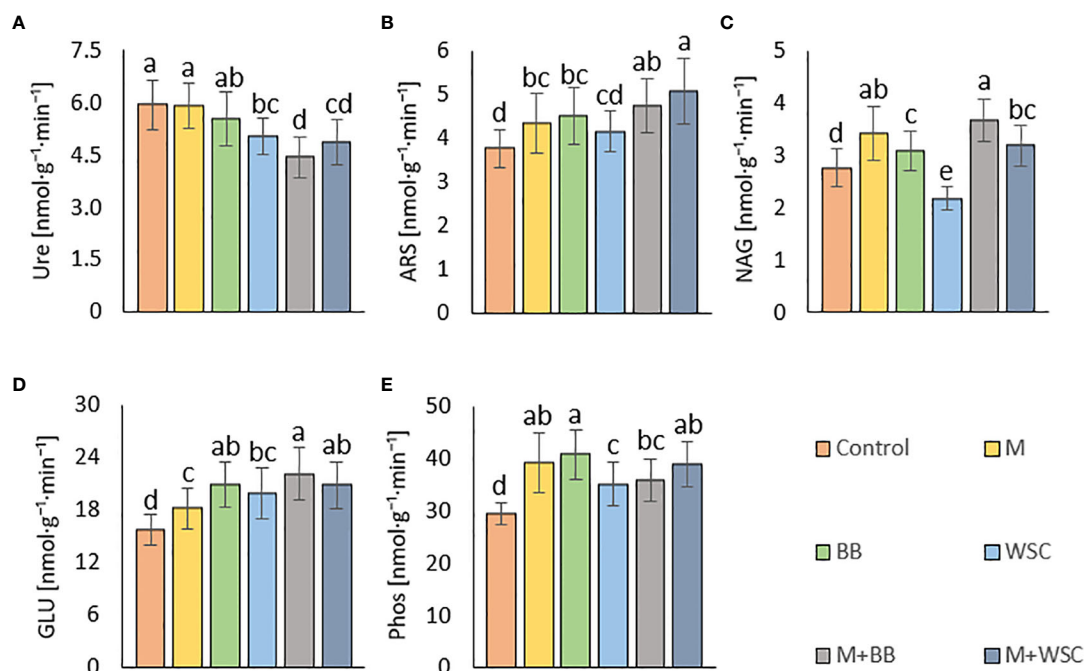 A
Ure [nmol·g⁻¹·min⁻¹]
7.5
6.0
4.5
3.0
1.5
0
a
a
ab
bc
d
cd
B
ARS [nmol·g⁻¹·min⁻¹]
6
5
4
3
2
1
0
d
bc
bc
cd
ab
a
C
NAG [nmol·g⁻¹·min⁻¹]
5
4
3
2
1
0
d
ab
c
e
a
bc
D
GLU [nmol·g⁻¹·min⁻¹]
30
24
18
12
6
0
d
c
ab
bc
a
ab
E
Phos [nmol·g⁻¹·min⁻¹]
50
40
30
20
10
0
d
ab
a
c
bc
ab
Control
M
BB
WSC
M+BB
M+WSC